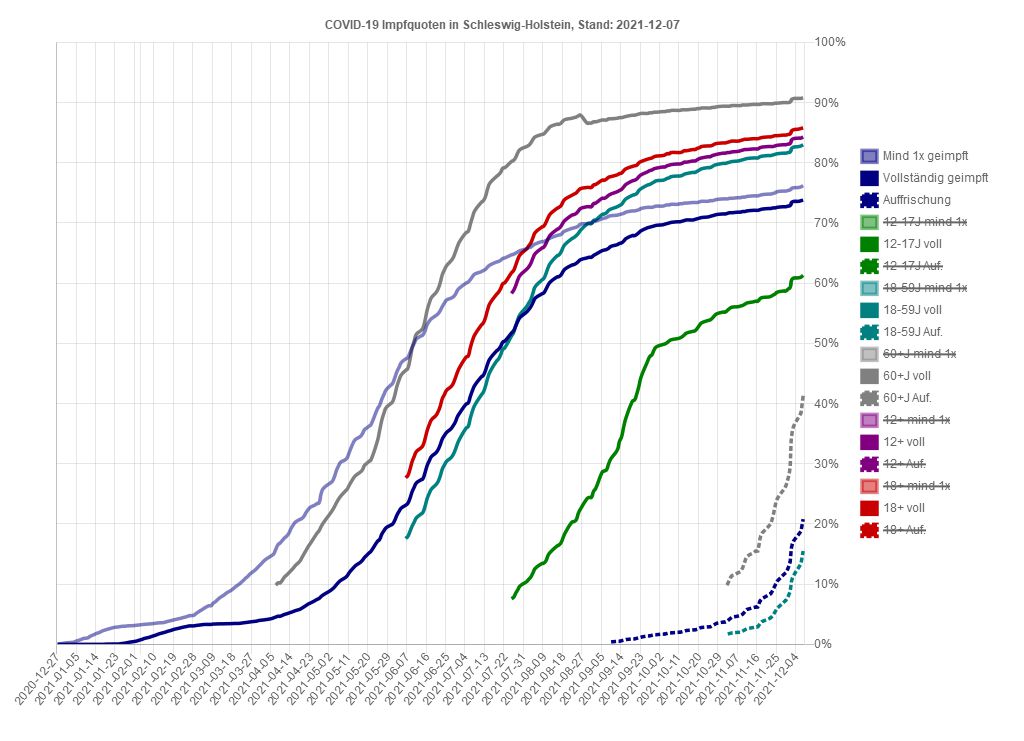 COVID-19 Impfquoten in Schleswig-Holstein, Stand: 2021-12-07
100%
90%
80%
70%
60%
50%
40%
30%
20%
10%
0%
Mind 1x geimpft
Vollständig geimpft
Auffrischung
12-17J mind 1x
12-17J voll
12-17J Auf.
18-59J mind 1x
18-59J voll
18-59J Auf.
60+J mind 1x
60+J voll
60+J Auf.
12+ mind 1x
12+ voll
12+ Auf.
18+ mind 1x
18+ voll
18+ Auf.
2020-12-27
2021-01-05
2021-01-14
2021-01-23
2021-02-01
2021-02-10
2021-02-19
2021-02-28
2021-03-09
2021-03-18
2021-03-27
2021-04-05
2021-04-14
2021-04-23
2021-05-02
2021-05-11
2021-05-20
2021-05-29
2021-06-07
2021-06-16
2021-06-25
2021-07-04
2021-07-13
2021-07-22
2021-07-31
2021-08-09
2021-08-18
2021-08-27
2021-09-05
2021-09-14
2021-09-23
2021-10-02
2021-10-11
2021-10-20
2021-10-29
2021-11-07
2021-11-16
2021-11-25
2021-12-04